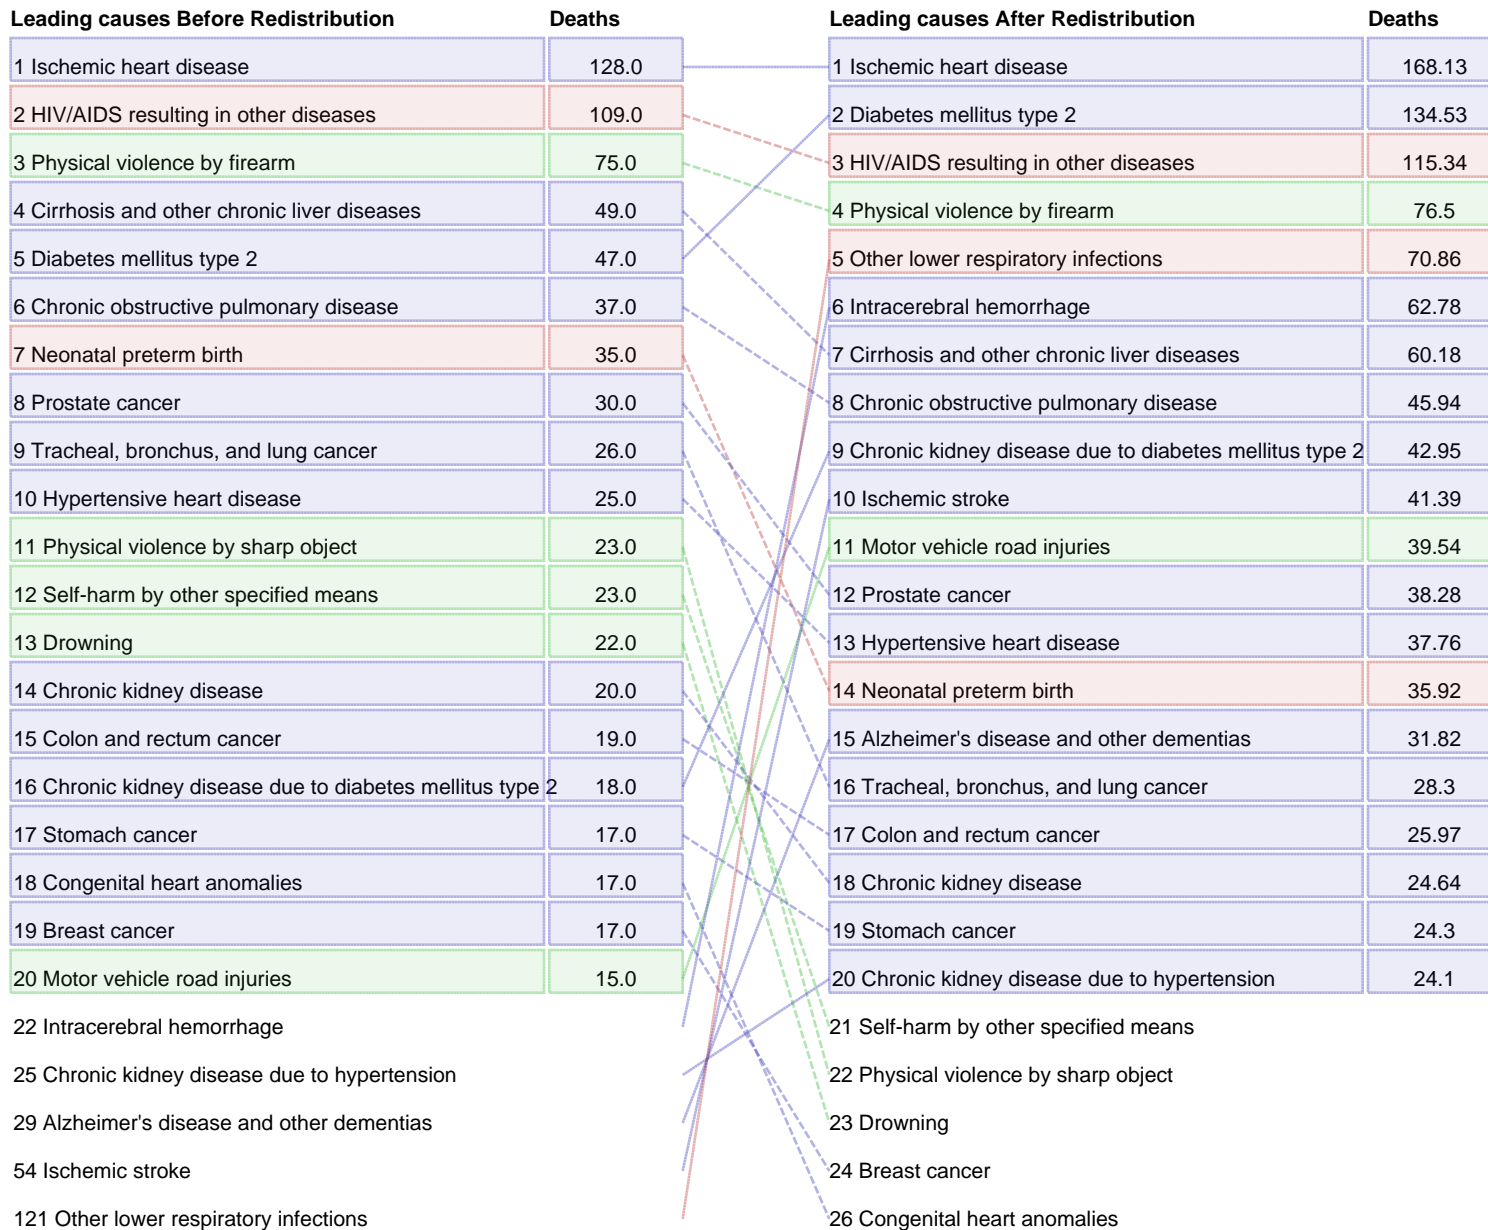 Leading causes Before Redistribution Deaths Leading causes After Redistribution Deaths
1 Ischemic heart disease 128.0 1 Ischemic heart disease 168.13
2 HIV/AIDS resulting in other diseases 109.0 2 Diabetes mellitus type 2 134.53
3 Physical violence by firearm 75.0 3 HIV/AIDS resulting in other diseases 115.34
4 Cirrhosis and other chronic liver diseases 49.0 4 Physical violence by firearm 76.5
5 Diabetes mellitus type 2 47.0 5 Other lower respiratory infections 70.86
6 Chronic obstructive pulmonary disease 37.0 6 Intracerebral hemorrhage 62.78
7 Neonatal preterm birth 35.0 7 Cirrhosis and other chronic liver diseases 60.18
8 Prostate cancer 30.0 8 Chronic obstructive pulmonary disease 45.94
9 Tracheal, bronchus, and lung cancer 26.0 9 Chronic kidney disease due to diabetes mellitus type 2 42.95
10 Hypertensive heart disease 25.0 10 Ischemic stroke 41.39
11 Physical violence by sharp object 23.0 11 Motor vehicle road injuries 39.54
12 Self-harm by other specified means 23.0 12 Prostate cancer 38.28
13 Drowning 22.0 13 Hypertensive heart disease 37.76
14 Chronic kidney disease 20.0 14 Neonatal preterm birth 35.92
15 Colon and rectum cancer 19.0 15 Alzheimer's disease and other dementias 31.82
16 Chronic kidney disease due to diabetes mellitus type 2 18.0 16 Tracheal, bronchus, and lung cancer 28.3
17 Stomach cancer 17.0 17 Colon and rectum cancer 25.97
18 Congenital heart anomalies 17.0 18 Chronic kidney disease 24.64
19 Breast cancer 17.0 19 Stomach cancer 24.3
20 Motor vehicle road injuries 15.0 20 Chronic kidney disease due to hypertension 24.1
22 Intracerebral hemorrhage 21 Self-harm by other specified means
25 Chronic kidney disease due to hypertension 22 Physical violence by sharp object
29 Alzheimer's disease and other dementias 23 Drowning
54 Ischemic stroke 24 Breast cancer
121 Other lower respiratory infections 26 Congenital heart anomalies